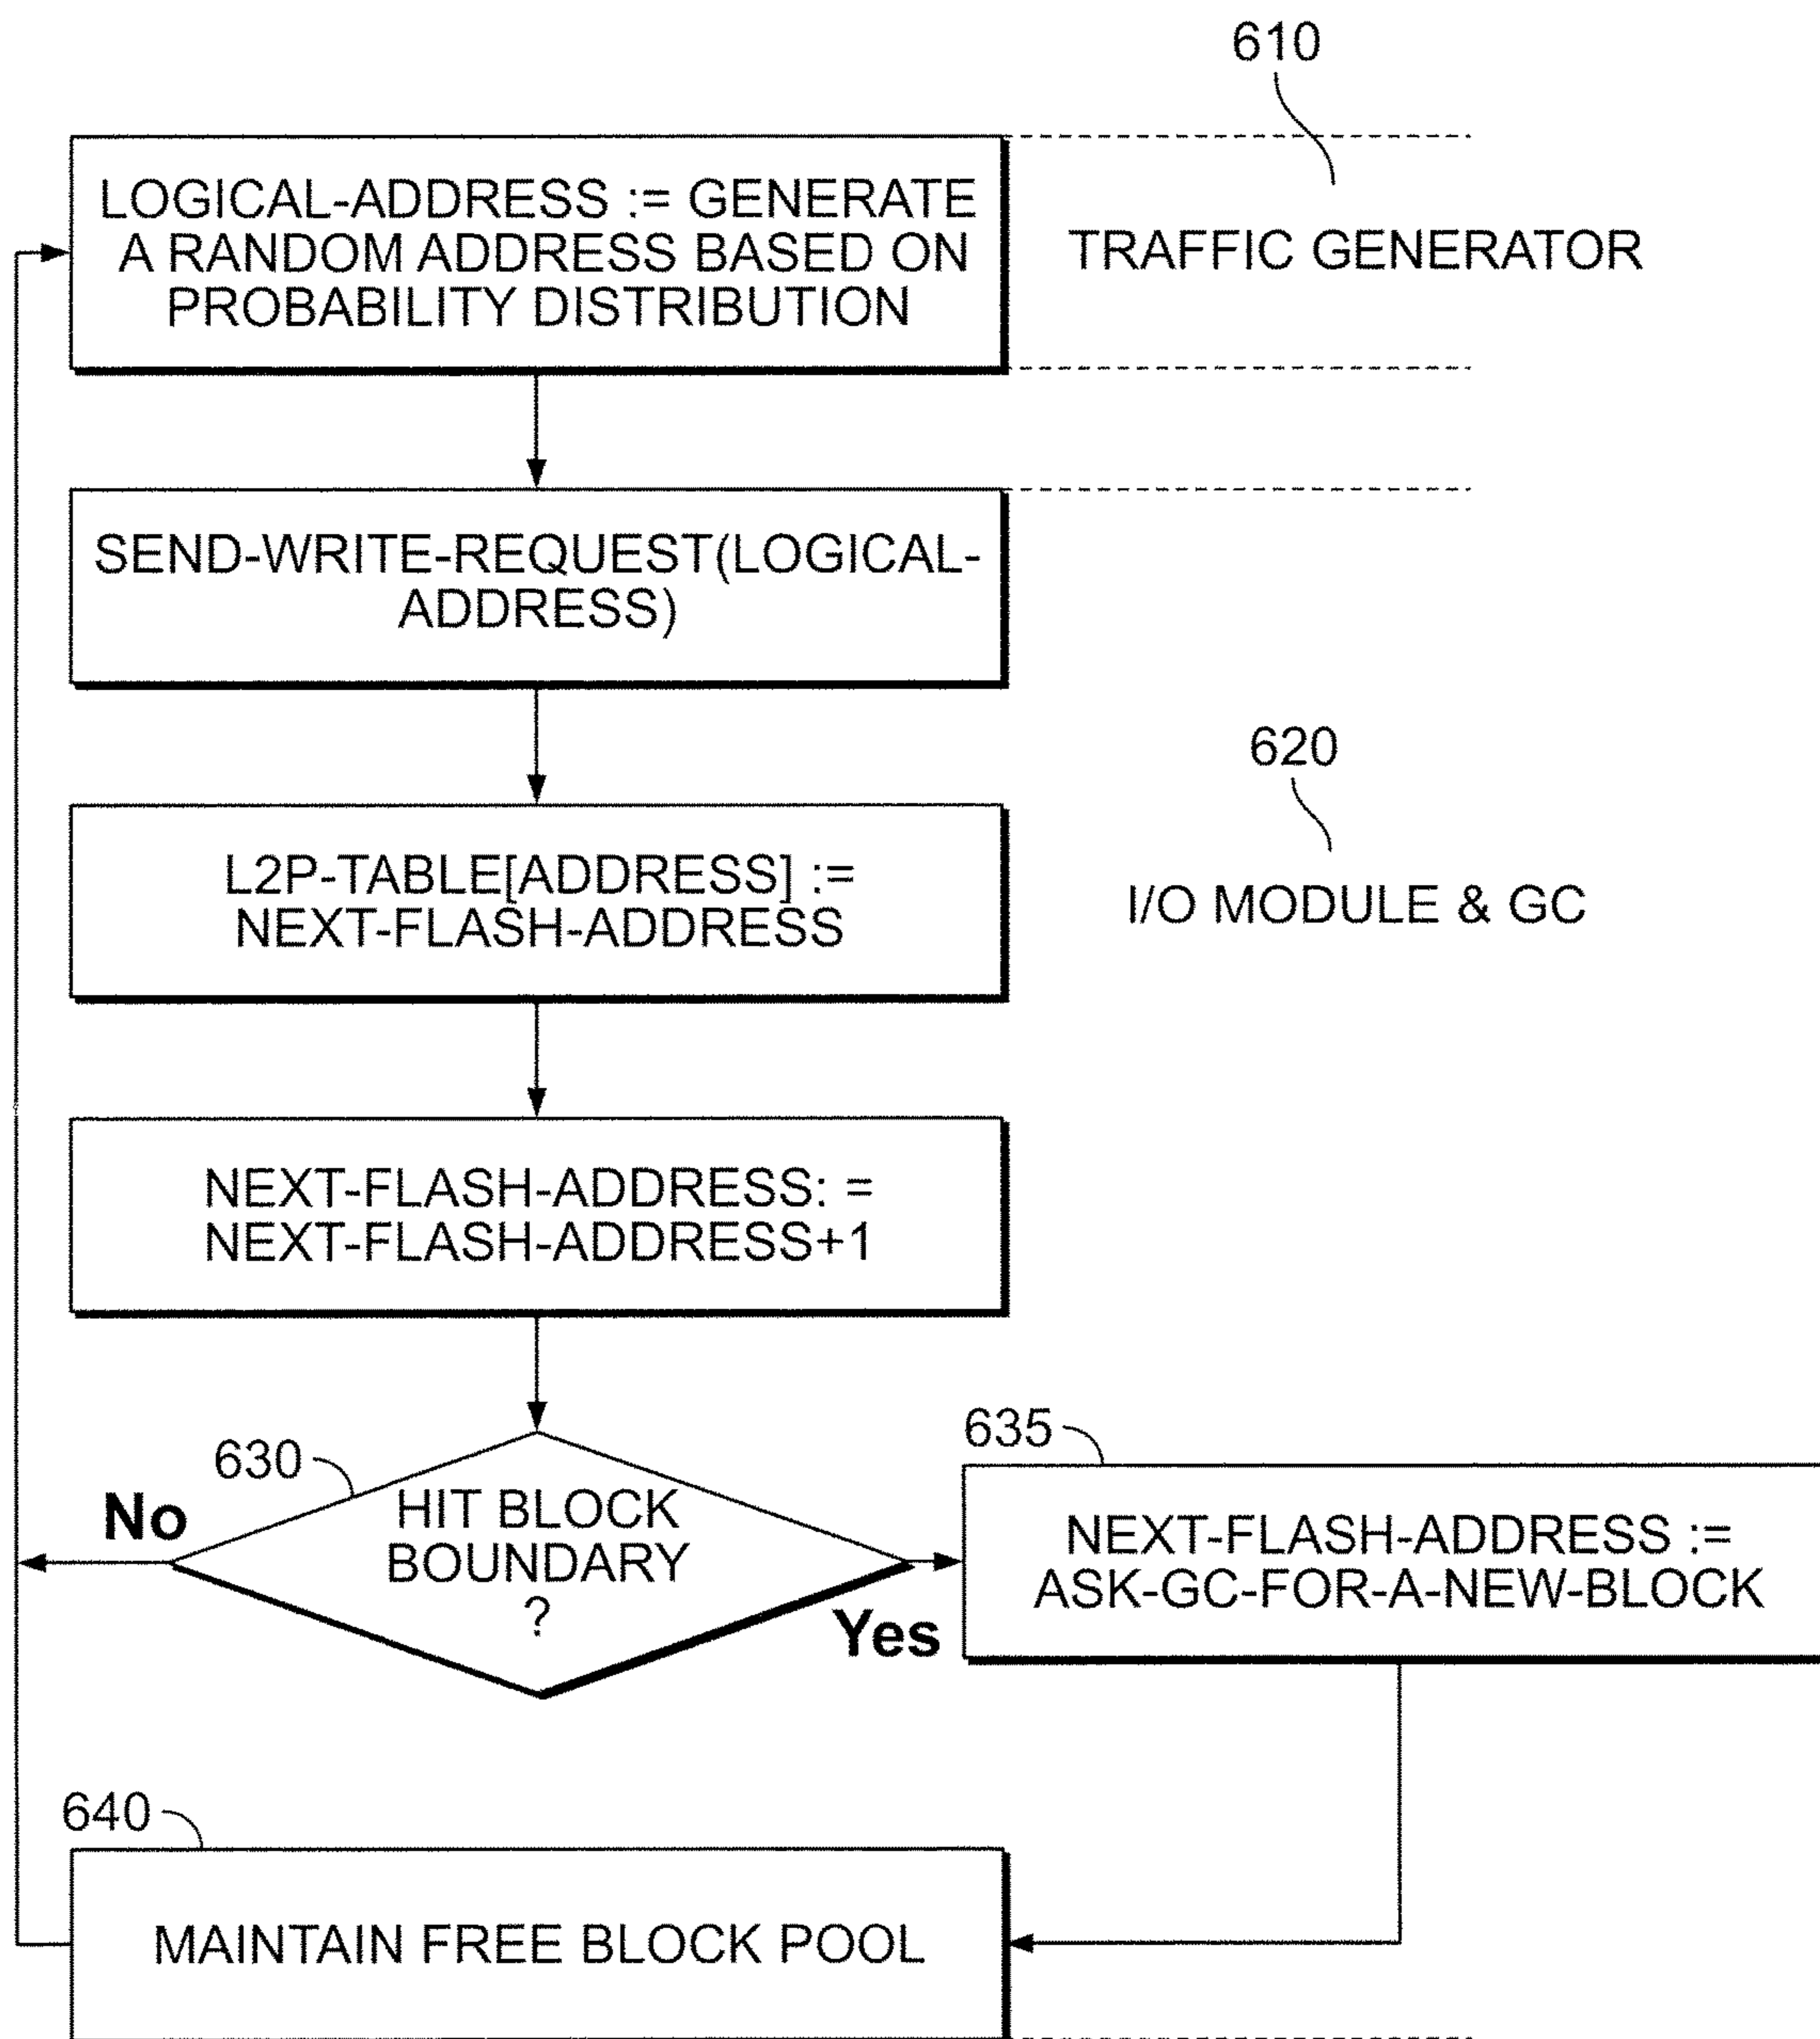 610
LOGICAL-ADDRESS := GENERATE
A RANDOM ADDRESS BASED ON
PROBABILITY DISTRIBUTION
TRAFFIC GENERATOR
SEND-WRITE-REQUEST(LOGICAL-
ADDRESS)
620
L2P-TABLE[ADDRESS] :=
NEXT-FLASH-ADDRESS
I/O MODULE & GC
NEXT-FLASH-ADDRESS: =
NEXT-FLASH-ADDRESS+1
630
No
HIT BLOCK
BOUNDARY
?
Yes
635
NEXT-FLASH-ADDRESS :=
ASK-GC-FOR-A-NEW-BLOCK
640
MAINTAIN FREE BLOCK POOL